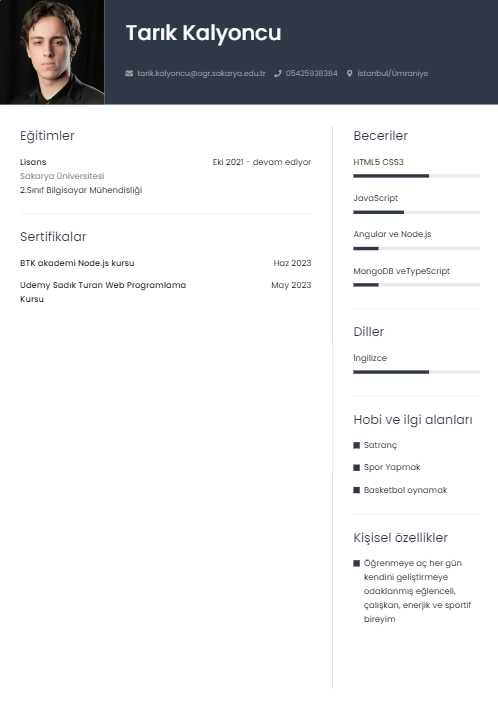 Tarık Kalyoncu
tarik.kalyoncu@ogr.sakarya.edu.tr 05425938384 İstanbul/Ümraniye
Eğitimler
Lisans Eki 2021 - devam ediyor
Sakarya Üniversitesi
2.Sınıf Bilgisayar Mühendisliği
Sertifikalar
BTK akademi Node.js kursu Haz 2023
Udemy Sadık Turan Web Programlama May 2023
Kursu
Beceriler
HTML5 CSS3
JavaScript
Angular ve Node.js
MongoDB veTypeScript
Diller
İngilizce
Hobi ve ilgi alanları
Satranç
Spor Yapmak
Basketbol oynamak
Kişisel özellikler
Öğrenmeye aç her gün
kendini geliştirmeye
odaklanmış eğlenceli,
çalışkan, enerjik ve sportif
bireyim